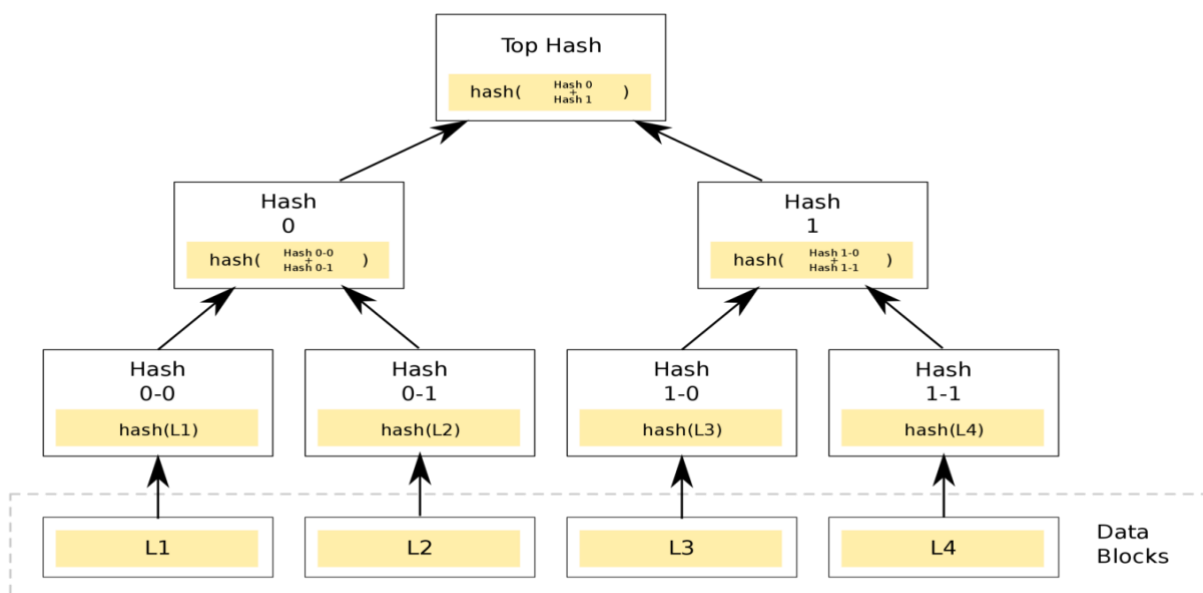 Top Hash
hash( Hash 0 + Hash 1 )
Hash
0
hash( Hash 0-0 + Hash 0-1 )
Hash
1
hash( Hash 1-0 + Hash 1-1 )
Hash
0-0
hash(L1)
Hash
0-1
hash(L2)
Hash
1-0
hash(L3)
Hash
1-1
hash(L4)
L1
L2
L3
L4
Data
Blocks